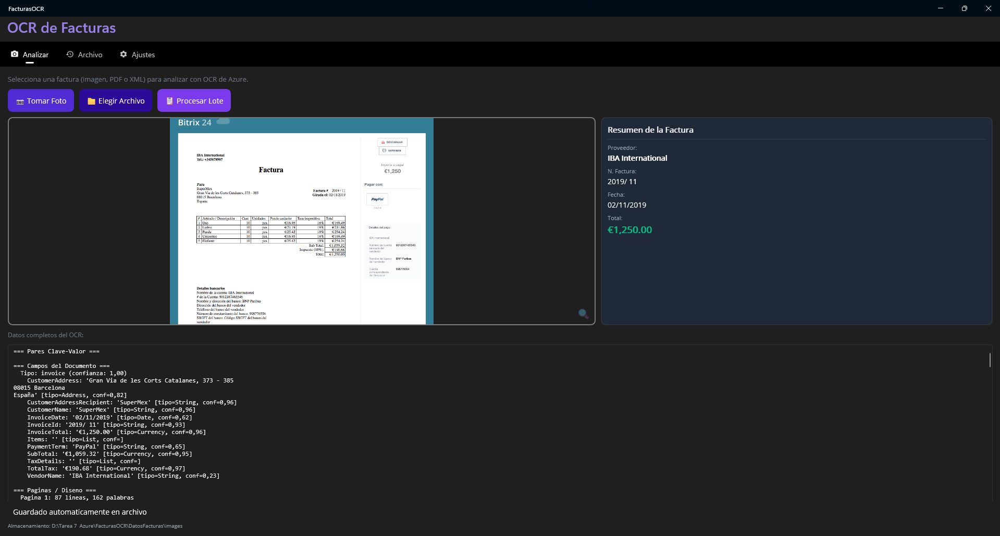 FacturasOCR
OCR de Facturas
Analizar
Archivo
Ajustes
Selecciona una factura (imagen, PDF o XML) para analizar con OCR de Azure.
Tomar Foto
Elegir Archivo
Procesar Lote
Bitrix 24
DESCARGAR
IMPRIMIR
IBA International
Tel.: +345678907
Importe a pagar
€1,250
Factura
Pagar con:
Para
SuperMex
Gran Via de les Corts Catalanes, 373 - 385
08015 Barcelona
España
Factura # 2019 / 11
Girada el: 02/11/2019
PayPal
PayPal
# Artículo / Descripción Cant Unidades Precio unitario Tasa impositiva Total
1 Oso 10 pcs. €16.95 18% €169.49
2 Liebre 10 pcs. €21.19 18% €211.86
3 Panda 10 pcs. €25.42 18% €254.24
4 Unicornio 10 pcs. €16.95 18% €169.49
5 Elefante 10 pcs. €25.42 18% €254.24
Sub Total: €1,059.32
Impuesto (18%): €190.68
Total: €1,250.00
Detalles del pago:
IBA International
Número de cuenta bancaria del vendedor 9012387465546
Nombre del banco del vendedor BNP Paribas
Cuenta correspondiente del Vendedor 998776554
Detalles bancarios
Nombre de la cuenta: IBA International
# de la Cuenta: 9012387465546
Nombre y dirección del banco: BNP Paribas
Dirección del banco del vendedor
Teléfono del banco del vendedor
Número de enrutamiento del banco: 998776554
SWIFT del banco: Código SWIFT del banco del
vendedor
Resumen de la Factura
Proveedor:
IBA International
N. Factura:
2019/ 11
Fecha:
02/11/2019
Total:
€1,250.00
Datos completos del OCR:
=== Pares Clave-Valor ===
=== Campos del Documento ===
Tipo: invoice (confianza: 1,00)
CustomerAddress: 'Gran Via de les Corts Catalanes, 373 - 385
08015 Barcelona
España' [tipo=Address, conf=0,82]
CustomerAddressRecipient: 'SuperMex' [tipo=String, conf=0,96]
CustomerName: 'SuperMex' [tipo=String, conf=0,96]
InvoiceDate: '02/11/2019' [tipo=Date, conf=0,62]
InvoiceId: '2019/ 11' [tipo=String, conf=0,93]
InvoiceTotal: '€1,250.00' [tipo=Currency, conf=0,96]
Items: '' [tipo=List, conf=]
PaymentTerm: 'PayPal' [tipo=String, conf=0,65]
SubTotal: '€1,059.32' [tipo=Currency, conf=0,95]
TaxDetails: '' [tipo=List, conf=]
TotalTax: '€190.68' [tipo=Currency, conf=0,97]
VendorName: 'IBA International' [tipo=String, conf=0,23]
=== Paginas / Diseno ===
Pagina 1: 87 lineas, 162 palabras
Guardado automaticamente en archivo
Almacenamiento: D:\Tarea 7 Azure\FacturasOCR\DatosFacturas\images